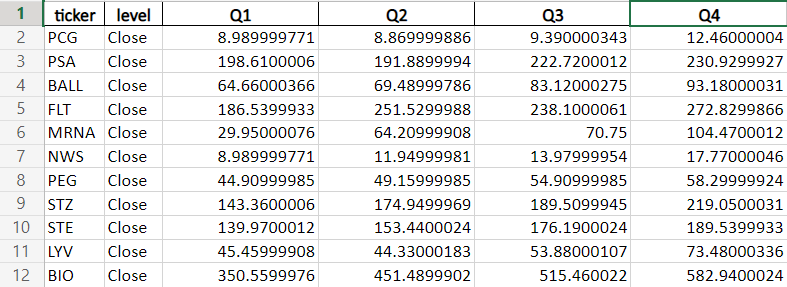 1 ticker level Q1 Q2 Q3 Q4
2 PCG Close 8.989999771 8.869999886 9.390000343 12.46000004
3 PSA Close 198.6100006 191.8899994 222.7200012 230.9299927
4 BALL Close 64.66000366 69.48999786 83.12000275 93.18000031
5 FLT Close 186.5399933 251.5299988 238.1000061 272.8299866
6 MRNA Close 29.95000076 64.20999908 70.75 104.4700012
7 NWS Close 8.989999771 11.94999981 13.97999954 17.77000046
8 PEG Close 44.90999985 49.15999985 54.90999985 58.29999924
9 STZ Close 143.3600006 174.9499969 189.5099945 219.0500031
10 STE Close 139.9700012 153.4400024 176.1900024 189.5399933
11 LYV Close 45.45999908 44.33000183 53.88000107 73.48000336
12 BIO Close 350.5599976 451.4899902 515.460022 582.9400024